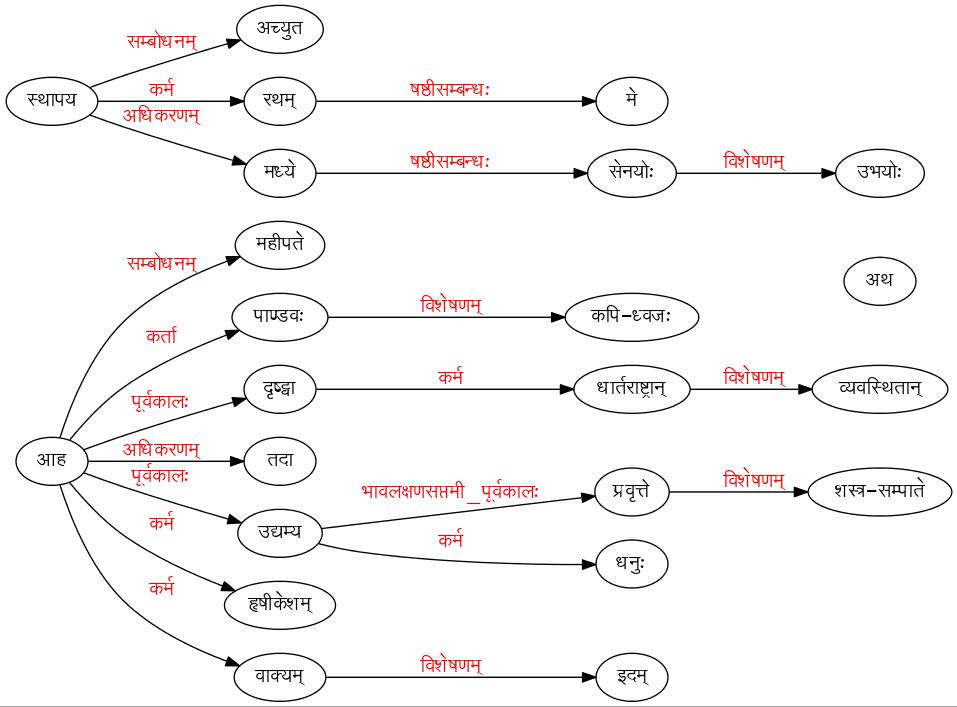 अच्युत
सम्बोधनम्
स्थापय
कर्म
रथम्
षष्ठीसम्बन्धः
मे
अधिकरणम्
मध्ये
षष्ठीसम्बन्धः
सेनयोः
विशेषणम्
उभयोः
महीपते
सम्बोधनम्
अथ
पाण्डवः
विशेषणम्
कपि-ध्वजः
कर्ता
दृष्ट्वा
कर्म
धार्तराष्ट्रान्
विशेषणम्
व्यवस्थितान्
पूर्वकालः
आह
अधिकरणम्
तदा
पूर्वकालः
उद्यम्य
भावलक्षणसप्तमी_पूर्वकालः
प्रवृत्ते
विशेषणम्
शस्त्र-सम्पाते
कर्म
धनुः
कर्म
हृषीकेशम्
कर्म
वाक्यम्
विशेषणम्
इदम्